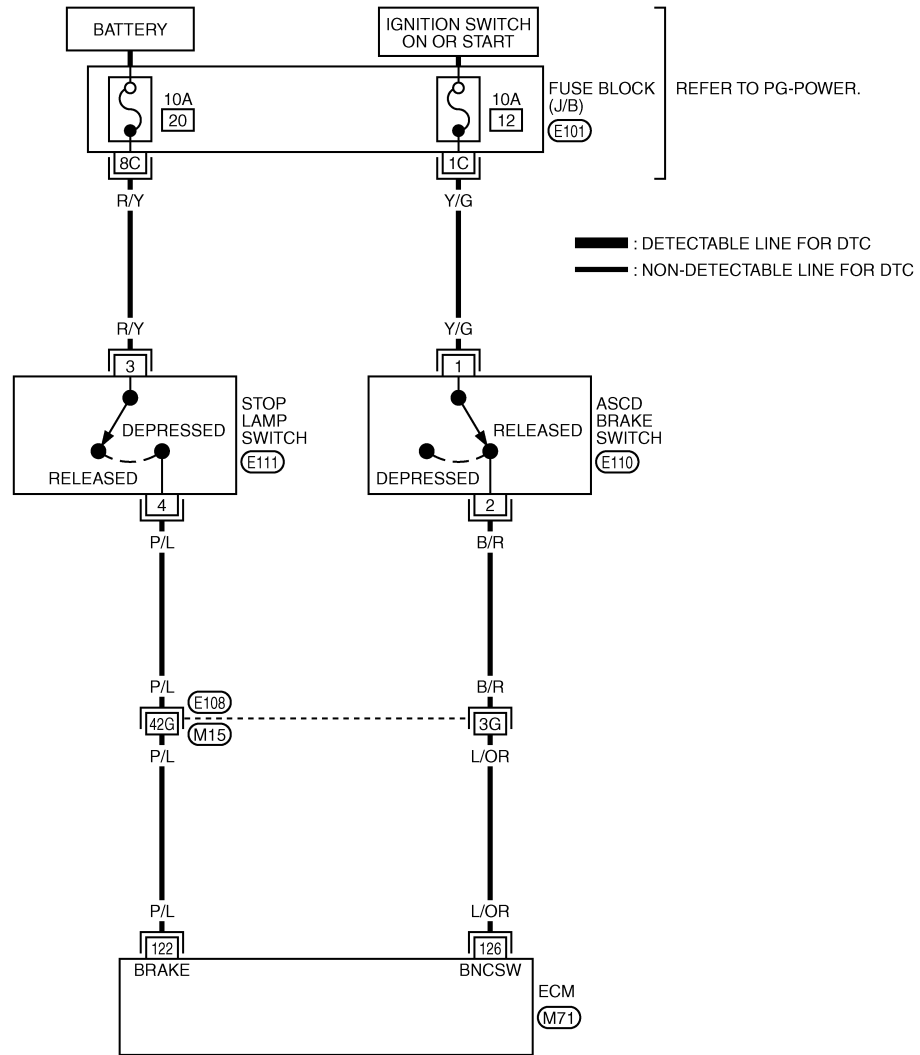 BATTERY
IGNITION SWITCH
ON OR START
10A
20
10A
12
FUSE BLOCK
(J/B)
E101
REFER TO PG-POWER.
8C
1C
R/Y
Y/G
: DETECTABLE LINE FOR DTC
: NON-DETECTABLE LINE FOR DTC
R/Y
Y/G
3
1
DEPRESSED
RELEASED
STOP
LAMP
SWITCH
E111
RELEASED
DEPRESSED
ASCD
BRAKE
SWITCH
E110
4
2
P/L
B/R
P/L
B/R
E108
42G
3G
M15
P/L
L/OR
P/L
L/OR
122
126
BRAKE
BNCSW
ECM
M71